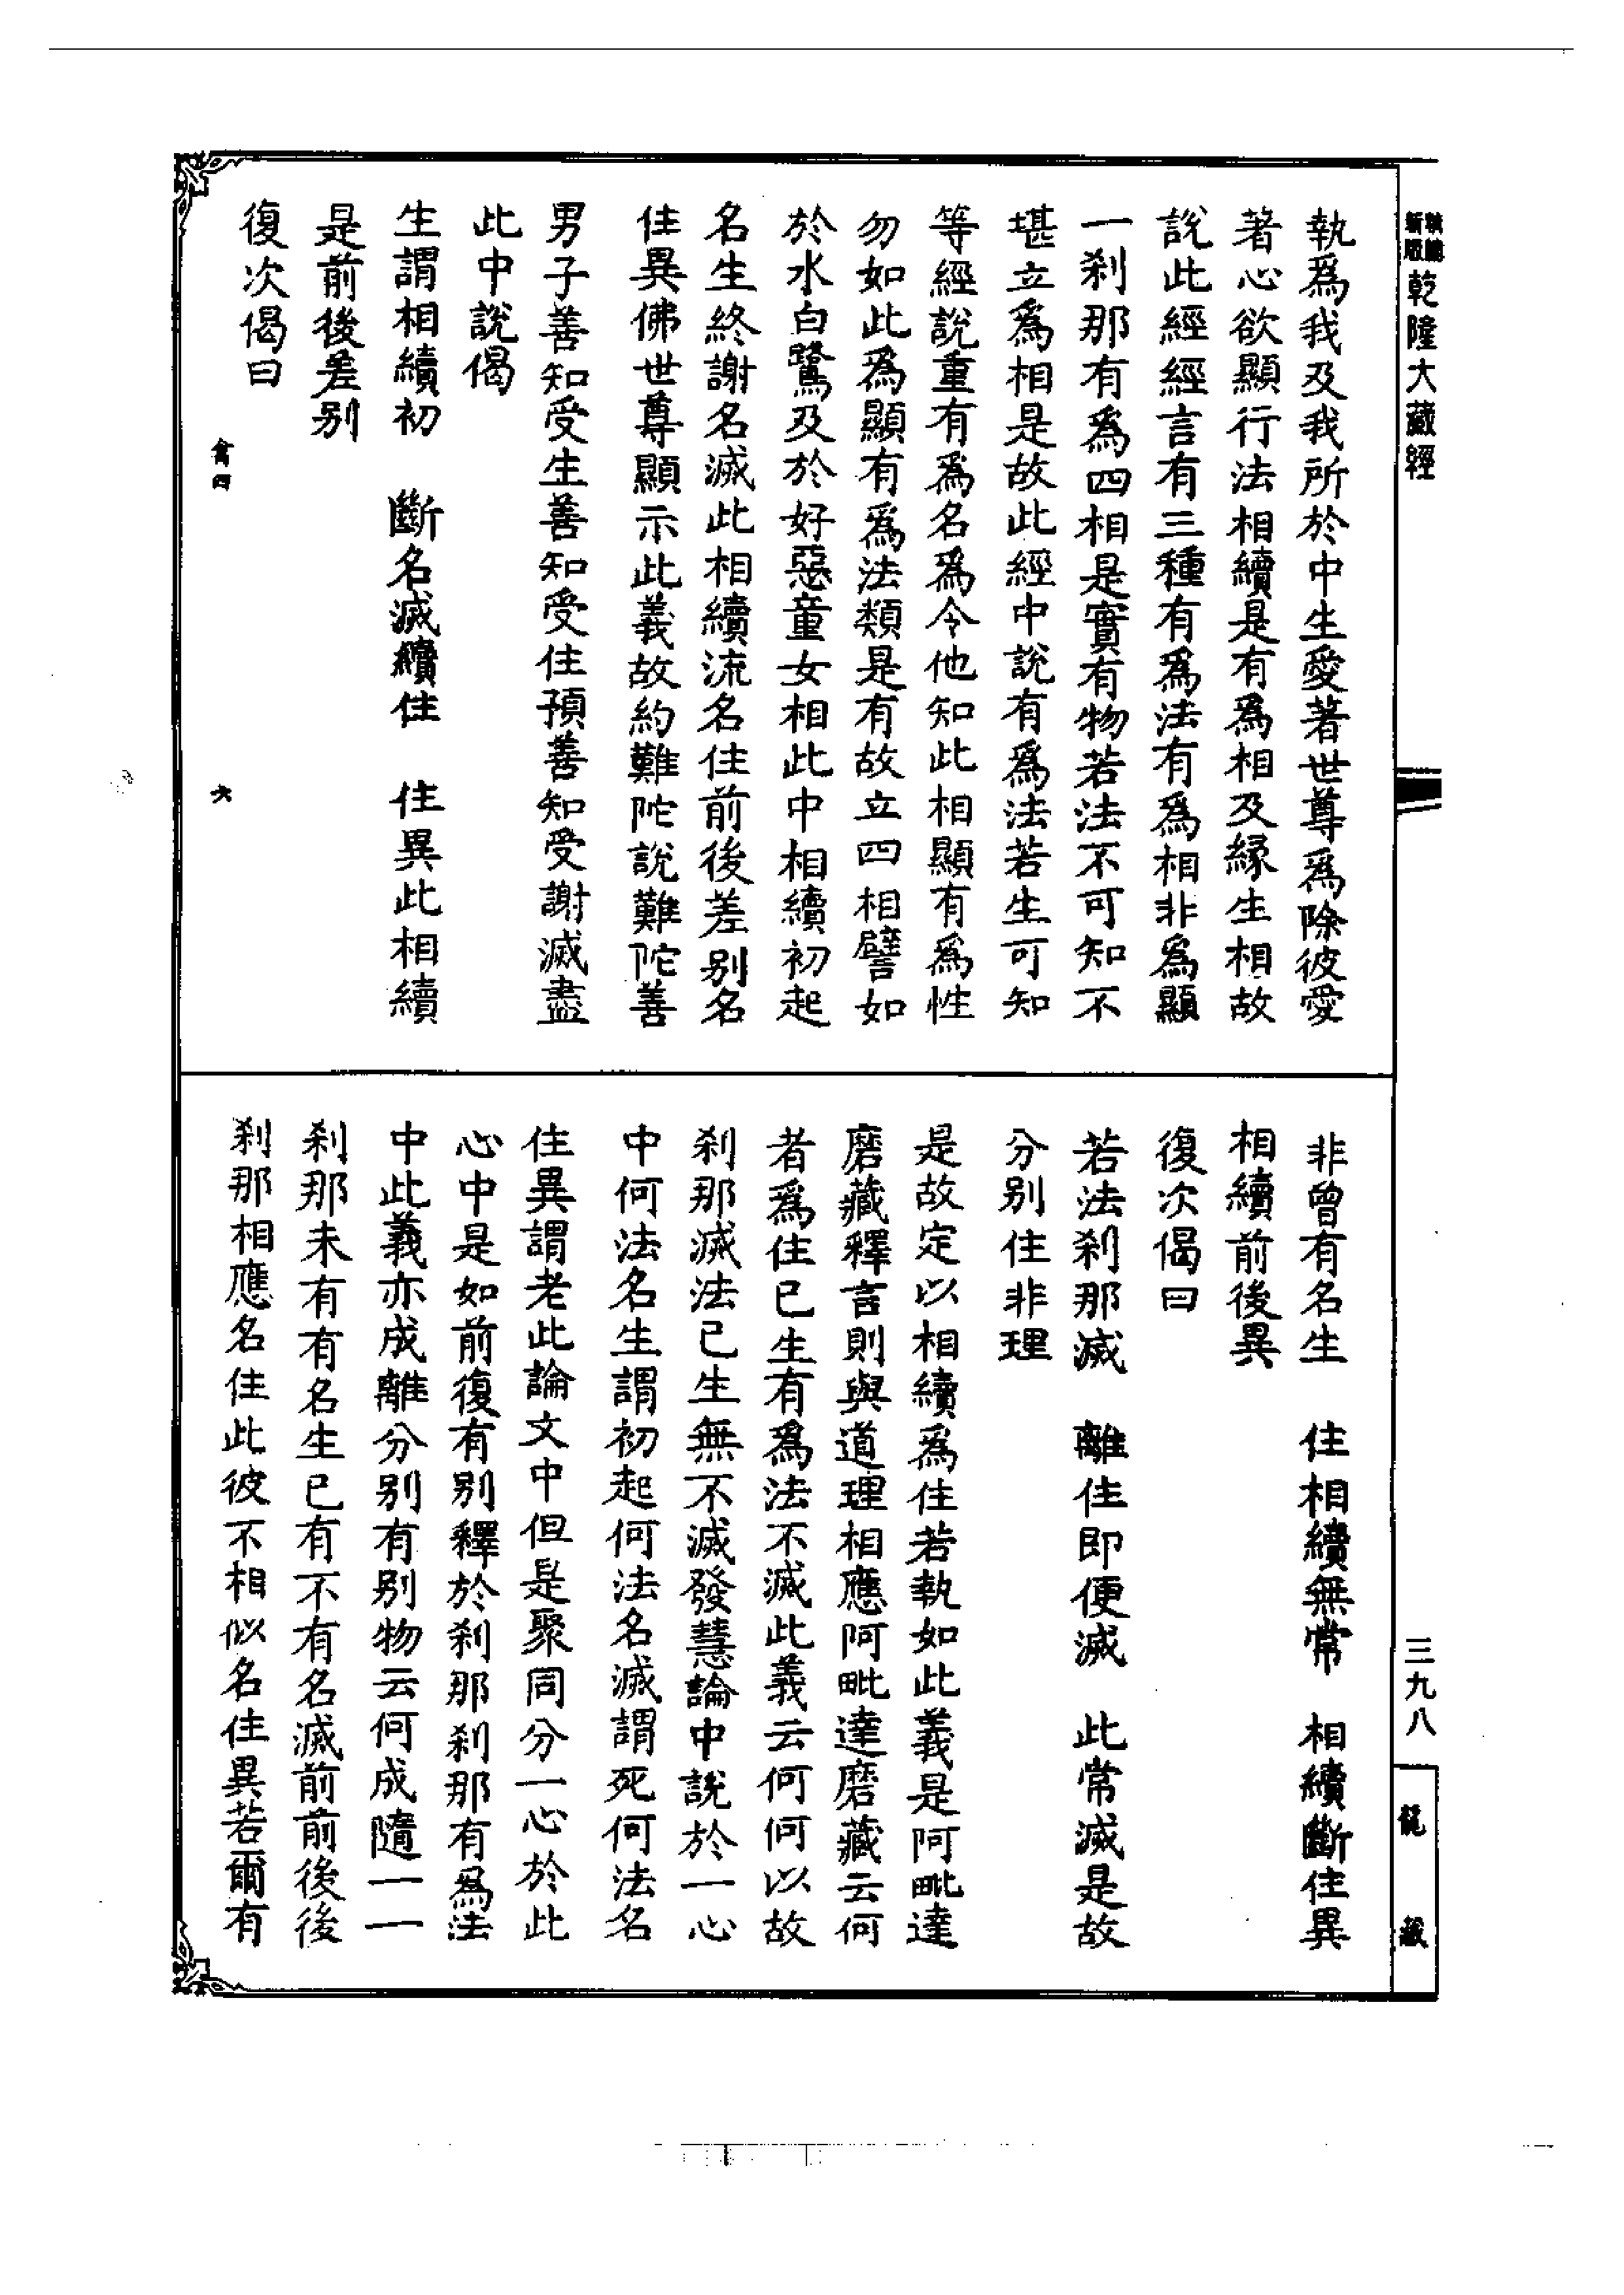 新版
乾隆大藏經
執爲我及我所於中生愛著世尊爲除彼愛
著心欲顯行法相續是有爲相及緣生相故
說此經經言有三種有爲法有爲相非爲顯
一剎那有爲四相是實有物若法不可知不
堪立爲相是故此經中說有爲法若生可知
等經說重有爲名爲令他知此相顯有爲性
勿如此爲顯有爲法類是有故立四相譬如
於水白鷺及於好惡童女相此中相續初起
名生終謝名滅此相續流名住前後差別名
住異佛世尊顯示此義故約難陀說難陀善
男子善知受生善知受住預善知受謝滅盡
此中說偈
生謂相續初　斷名滅續住　住異此相續
是前後差別
復次偈曰
禽四　六
非曾有名生　住相續無常　相續斷住異
相續前後異
復次偈曰
若法剎那滅　離住即便滅　此常滅是故
分別住非理
是故定以相續爲住若執如此義是阿毗達
磨藏釋言則與道理相應阿毗達磨藏云何
者爲住已生有爲法不滅此義云何何以故
剎那滅法已生無不滅發慧論中說於一心
中何法名生謂初起何法名滅謂死何法名
住異謂老此論文中但是聚同分一心於此
心中是如前復有別釋於剎那剎那有爲法
中此義亦成離分別有別物云何成隨一一
剎那未有有名生已有不有名滅前前後後
剎那相應名住此彼不相似名住異若爾有
三九八
龍藏